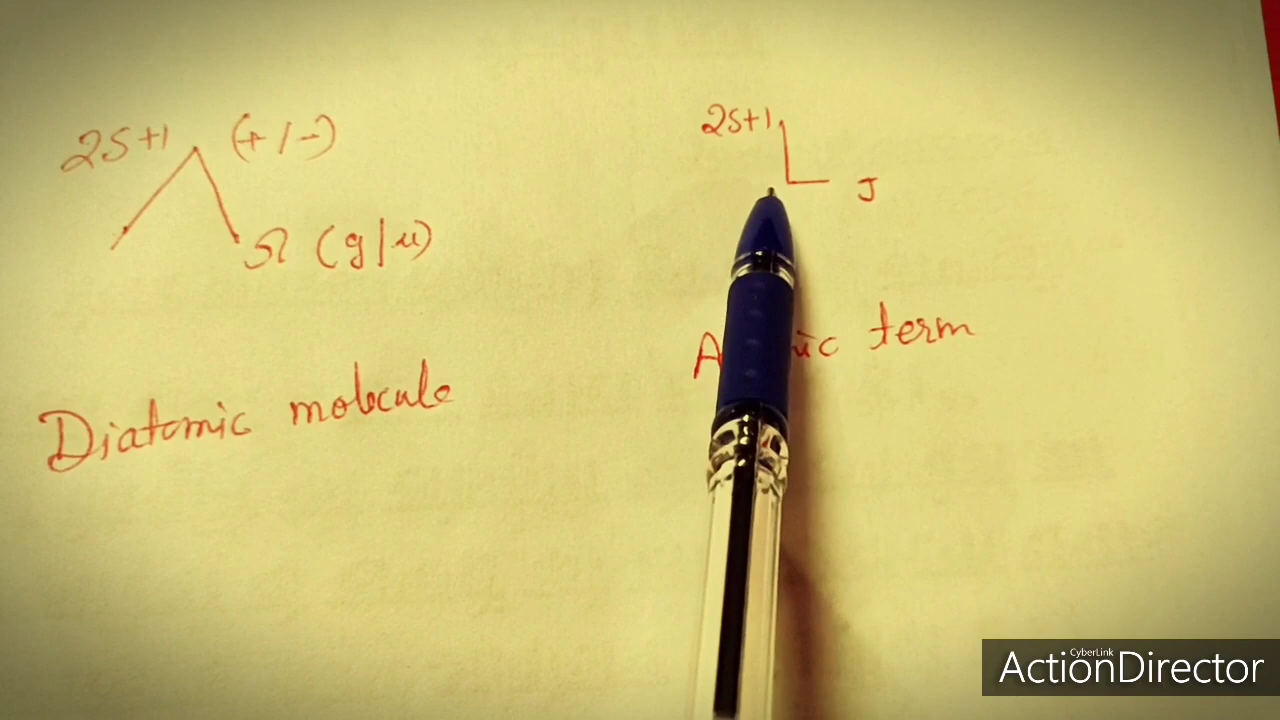 2S+1 Λ (+/-)
Ω (g/u)
Diatomic molecule
2S+1 L J
term
CyberLink
ActionDirector